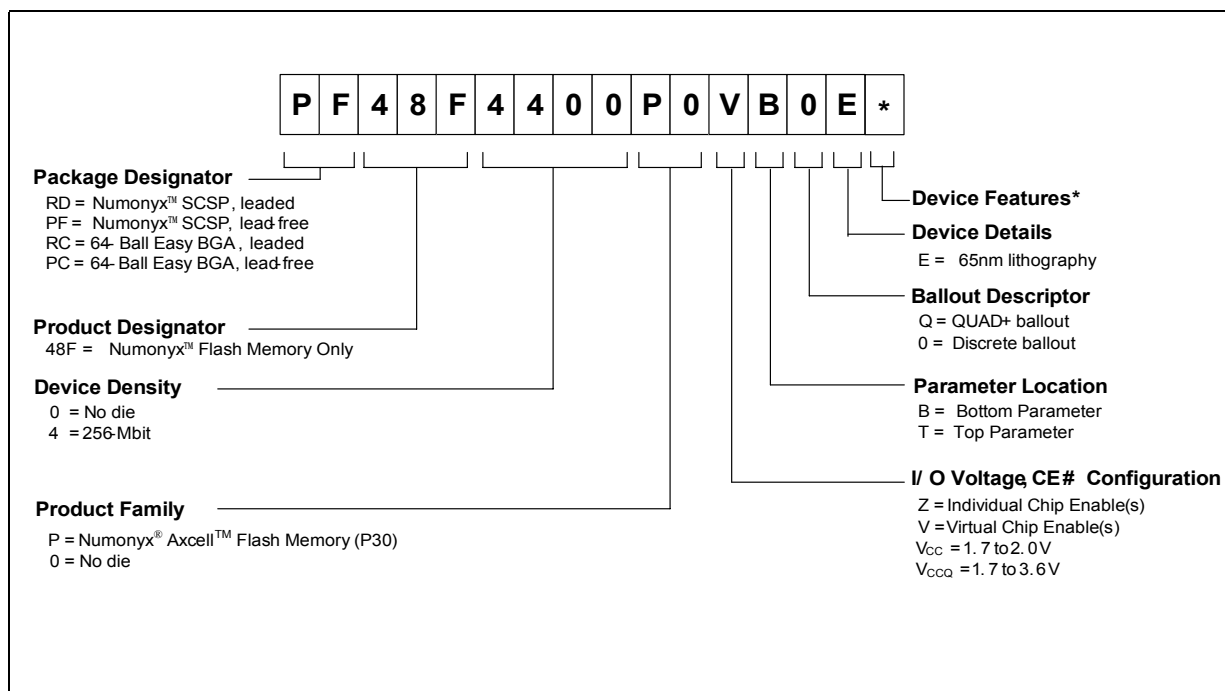 P F 4 8 F 4 4 0 0 P 0 V B 0 E *
Package Designator
RD = Numonyx™ SCSP, leaded
PF = Numonyx™ SCSP, lead-free
RC = 64- Ball Easy BGA, leaded
PC = 64- Ball Easy BGA, lead-free
Product Designator
48F = Numonyx™ Flash Memory Only
Device Density
0 = No die
4 = 256-Mbit
Product Family
P = Numonyx® Axcell™ Flash Memory (P30)
0 = No die
Device Features*
Device Details
E = 65nm lithography
Ballout Descriptor
Q = QUAD+ ballout
0 = Discrete ballout
Parameter Location
B = Bottom Parameter
T = Top Parameter
I/ O Voltage, CE# Configuration
Z = Individual Chip Enable(s)
V = Virtual Chip Enable(s)
VCC = 1.7 to 2.0 V
VCCQ = 1.7 to 3.6 V